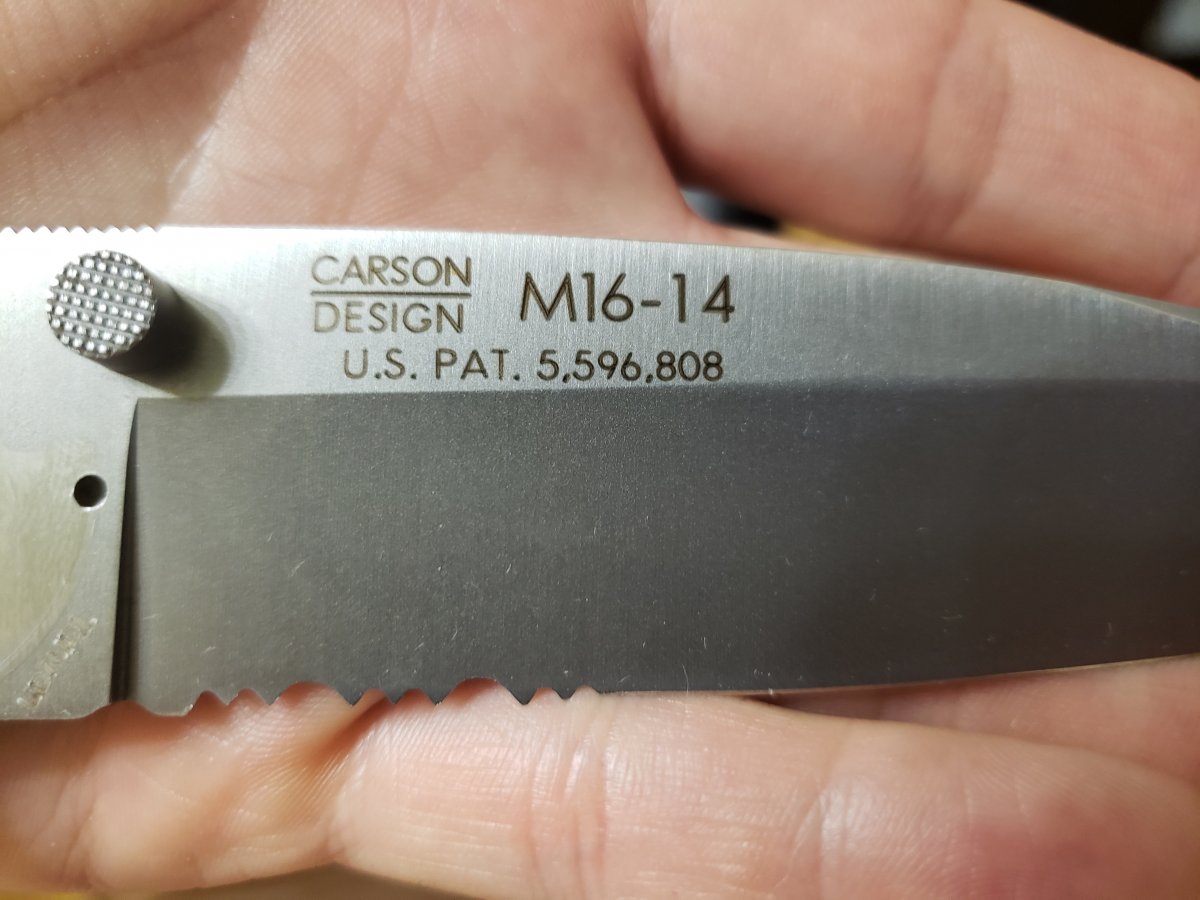 CARSON
DESIGN
M16-14
U.S. PAT. 5,596,808